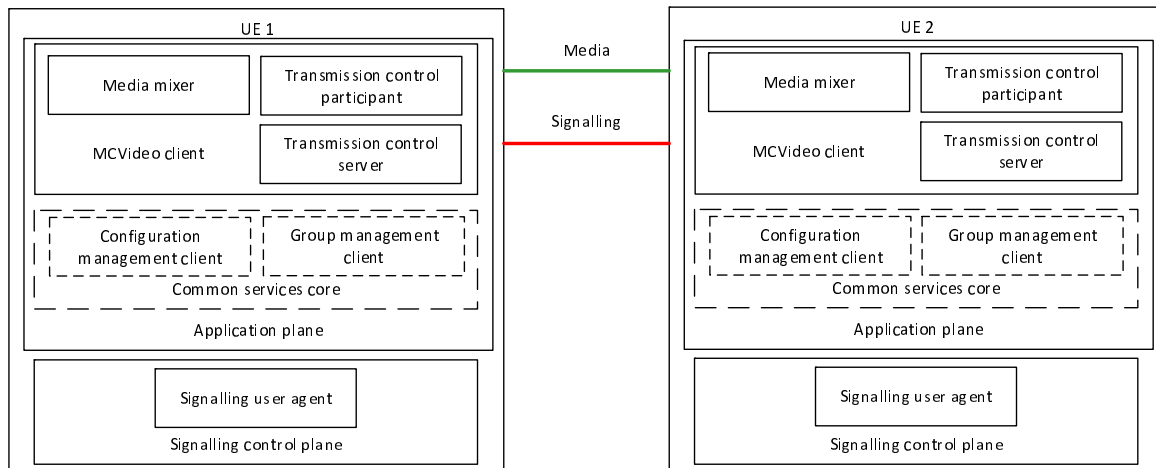 UE 1
Media mixer
Transmission control
participant
MCVideo client
Transmission control
server
Configuration
management client
Group management
client
Common services core
Application plane
Signalling user agent
Signalling control plane
Media
Signalling
UE 2
Media mixer
Transmission control
participant
MCVideo client
Transmission control
server
Configuration
management client
Group management
client
Common services core
Application plane
Signalling user agent
Signalling control plane